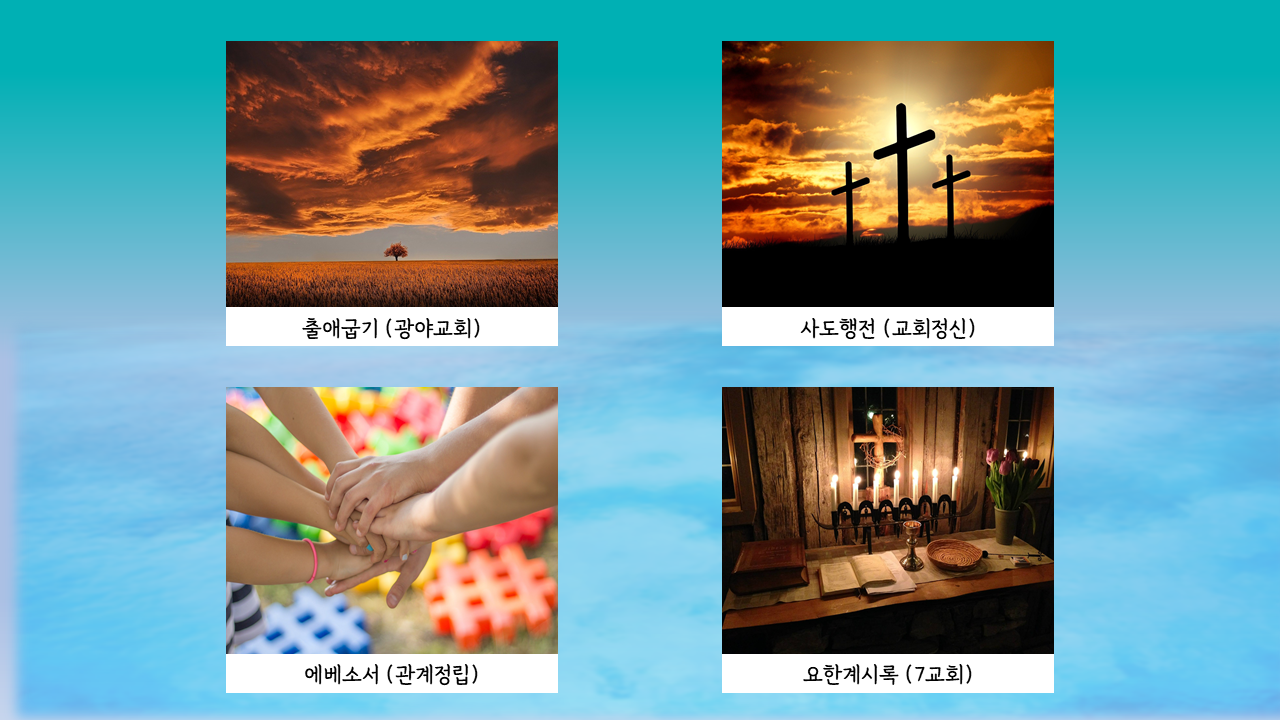 출애굽기 (광야교회)
사도행전 (교회정신)
에베소서 (관계정립)
요한계시록 (7교회)